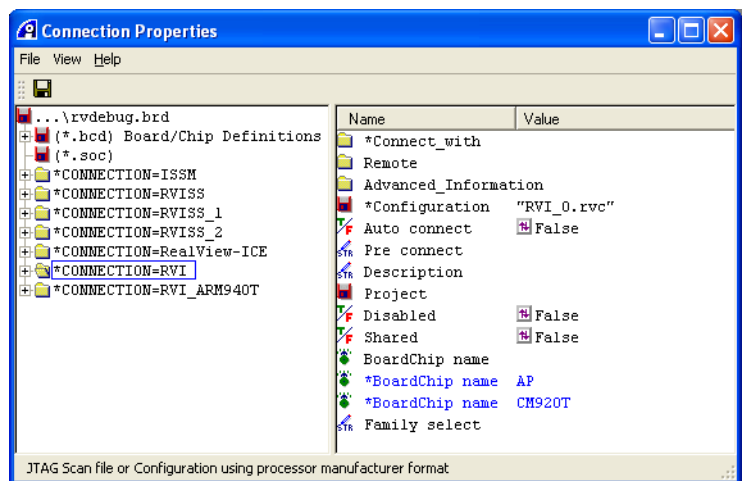 Connection Properties
File View Help
...\rvdebug.brd
(*.bcd) Board/Chip Definitions
(*.soc)
*CONNECTION=ISSM
*CONNECTION=RVISS
*CONNECTION=RVISS_1
*CONNECTION=RVISS_2
*CONNECTION=RealView-ICE
*CONNECTION=RVI
*CONNECTION=RVI_ARM940T
Name Value
*Connect_with
Remote
Advanced_Information
*Configuration "RVI_0.rvc"
T/F Auto connect False
STR Pre connect
STR Description
Project
T/F Disabled False
T/F Shared False
BoardChip name
*BoardChip name AP
*BoardChip name CM920T
STR Family select
JTAG Scan file or Configuration using processor manufacturer format